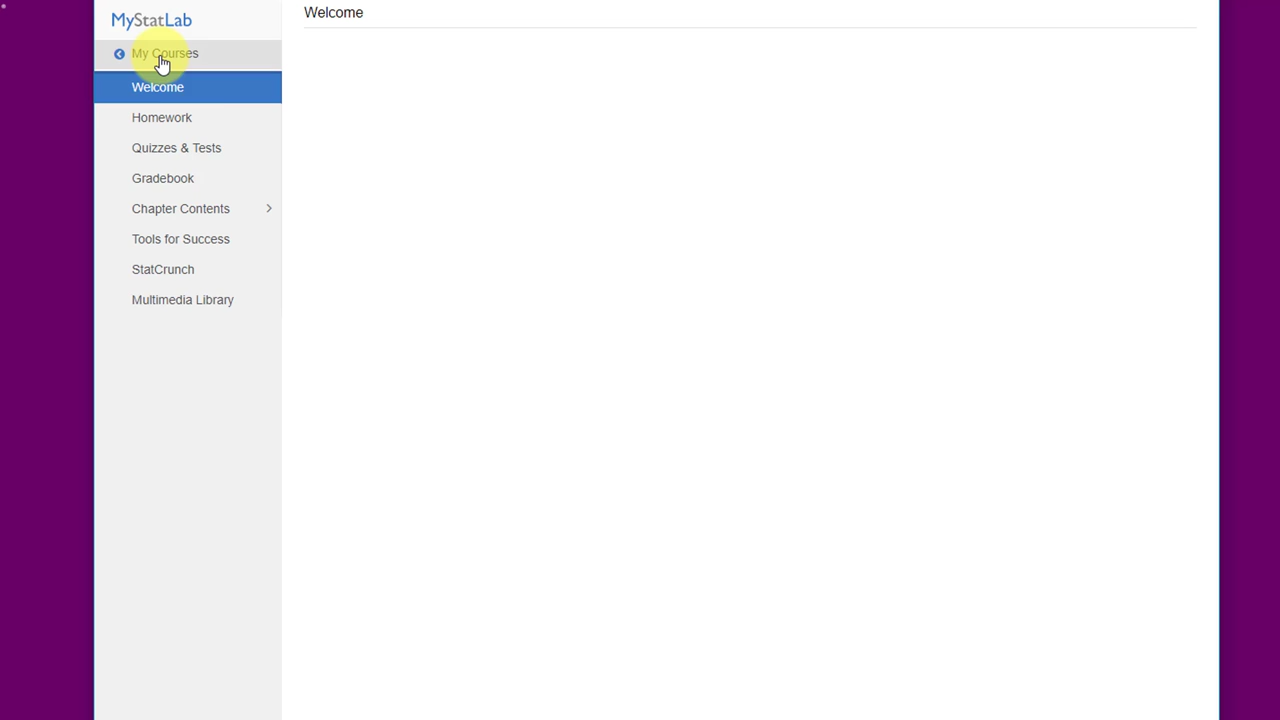 MyStatLab
Welcome
My Courses
Welcome
Homework
Quizzes & Tests
Gradebook
Chapter Contents
Tools for Success
StatCrunch
Multimedia Library